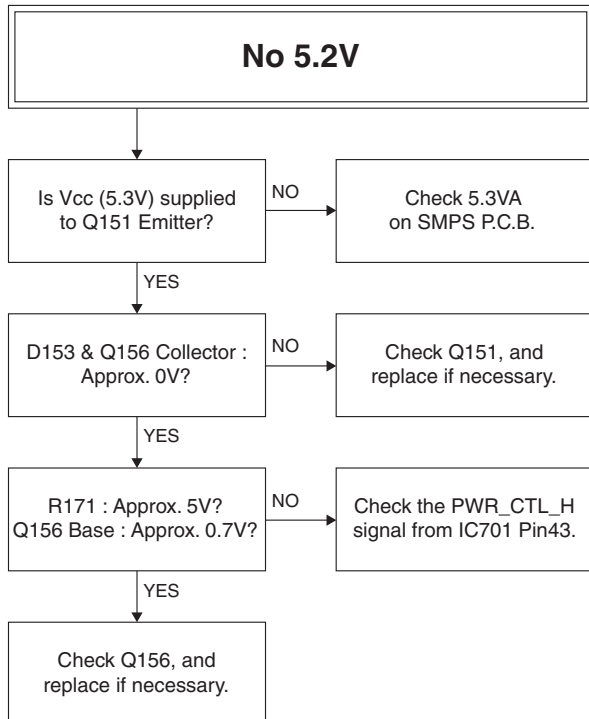 No 5.2V
Is Vcc (5.3V) supplied
to Q151 Emitter?
NO
Check 5.3VA
on SMPS P.C.B.
YES
D153 & Q156 Collector :
Approx. 0V?
NO
Check Q151, and
replace if necessary.
YES
R171 : Approx. 5V?
Q156 Base : Approx. 0.7V?
NO
Check the PWR_CTL_H
signal from IC701 Pin43.
YES
Check Q156, and
replace if necessary.